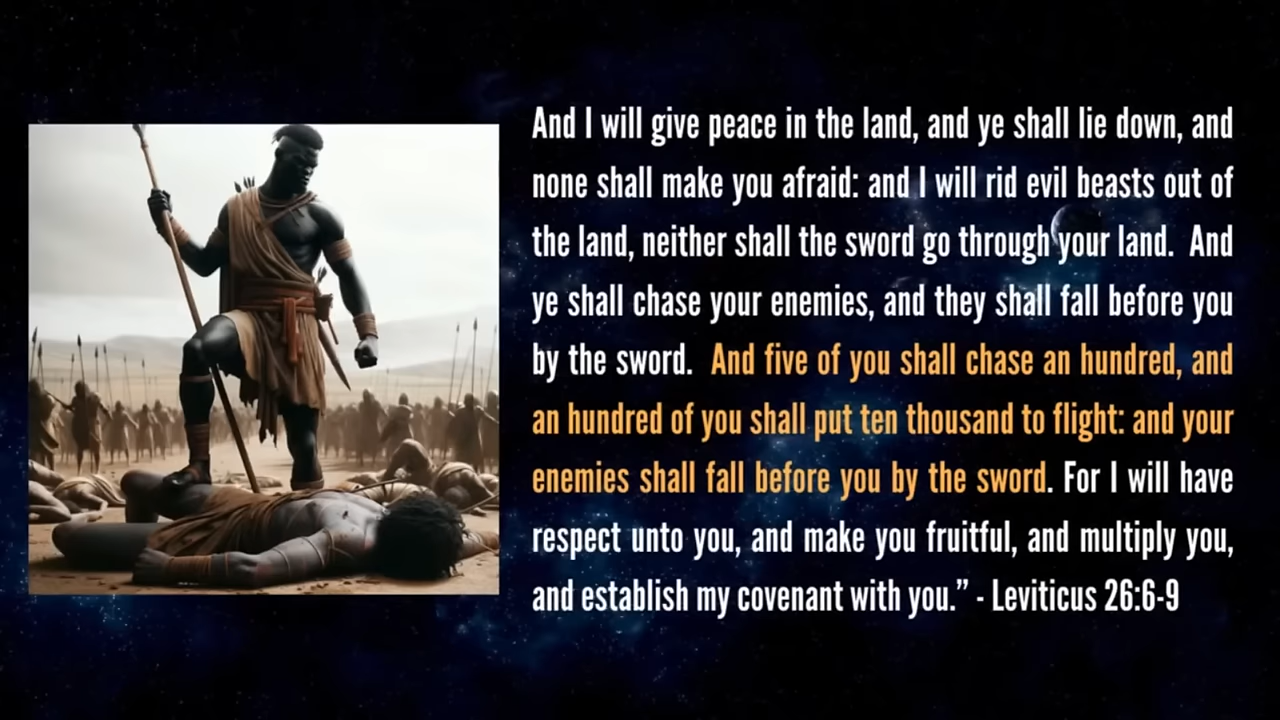 And I will give peace in the land, and ye shall lie down, and
none shall make you afraid: and I will rid evil beasts out of
the land, neither shall the sword go through your land. And
ye shall chase your enemies, and they shall fall before you
by the sword. And five of you shall chase an hundred, and
an hundred of you shall put ten thousand to flight: and your
enemies shall fall before you by the sword. For I will have
respect unto you, and make you fruitful, and multiply you,
and establish my covenant with you.” - Leviticus 26:6-9